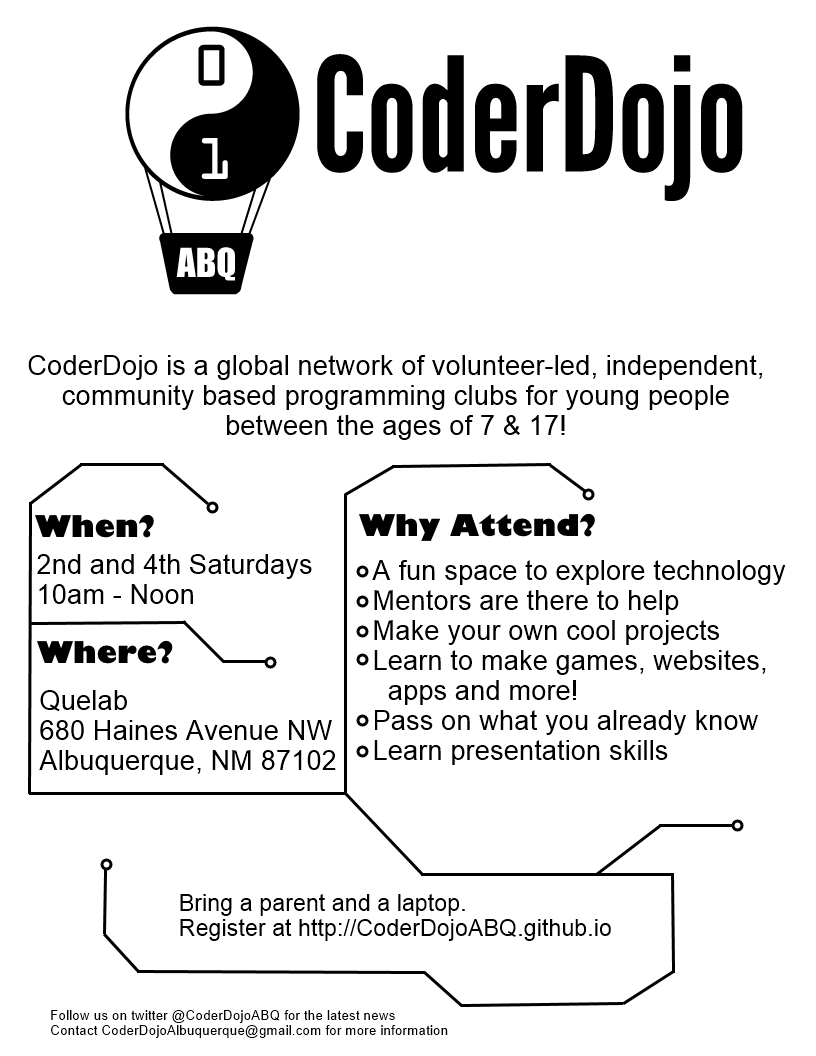 0
1
ABQ
CoderDojo
CoderDojo is a global network of volunteer-led, independent,
community based programming clubs for young people
between the ages of 7 & 17!
When?
2nd and 4th Saturdays
10am - Noon
Where?
Quelab
680 Haines Avenue NW
Albuquerque, NM 87102
Why Attend?
A fun space to explore technology
Mentors are there to help
Make your own cool projects
Learn to make games, websites,
apps and more!
Pass on what you already know
Learn presentation skills
Bring a parent and a laptop.
Register at http://CoderDojoABQ.github.io
Follow us on twitter @CoderDojoABQ for the latest news
Contact CoderDojoAlbuquerque@gmail.com for more information